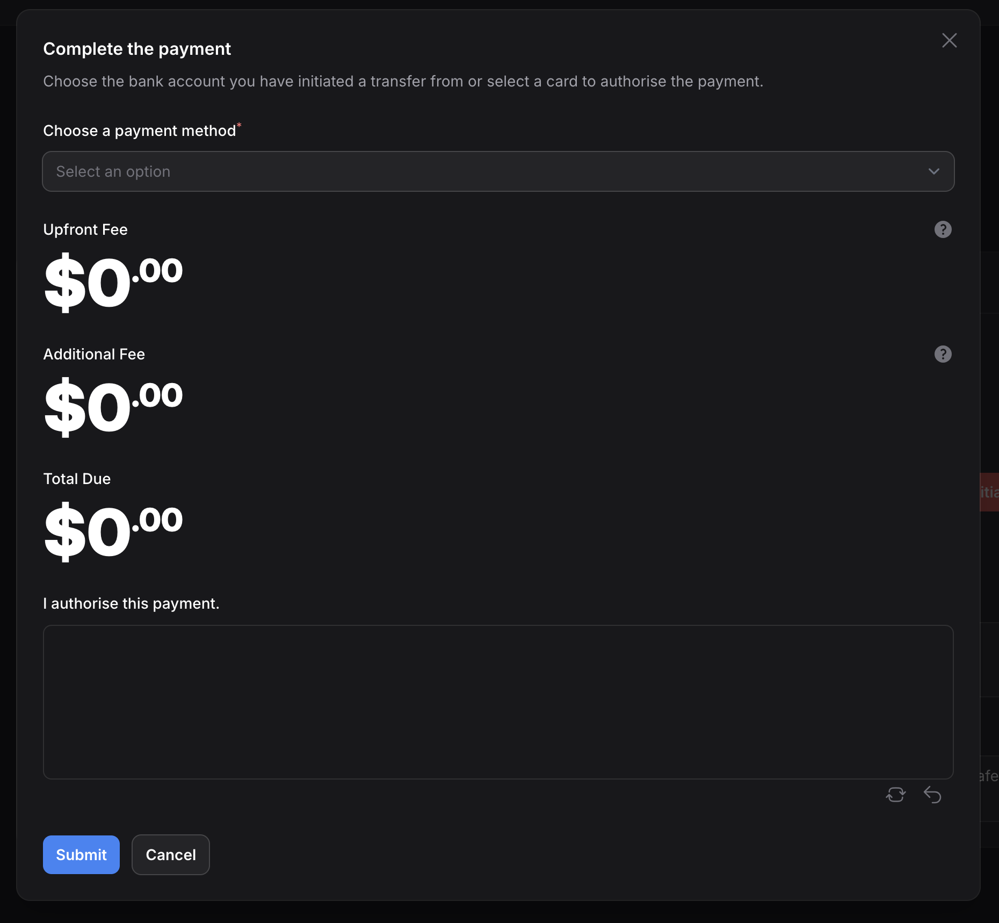 Complete the payment
Choose the bank account you have initiated a transfer from or select a card to authorise the payment.
Choose a payment method*
Select an option
Upfront Fee
?
$0.00
Additional Fee
?
$0.00
Total Due
$0.00
I authorise this payment.
Submit
Cancel